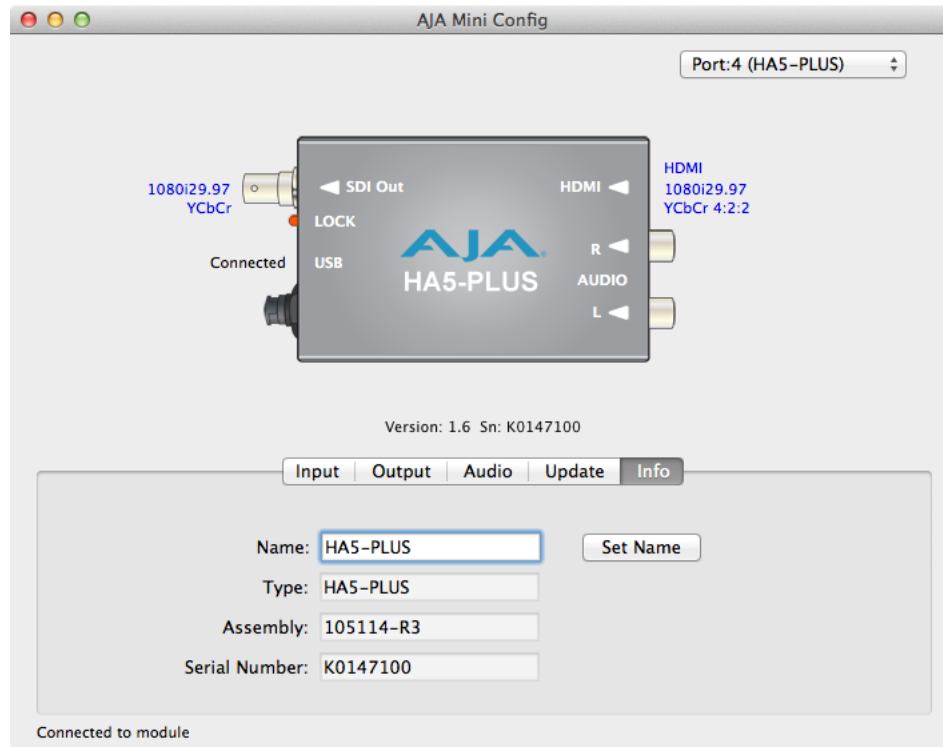 AJA Mini Config
Port:4 (HA5-PLUS)
HDMI
1080i29.97
YCbCr 4:2:2
1080i29.97
YCbCr
SDI Out
HDMI
LOCK
Connected
USB
AJA
HA5-PLUS
R
AUDIO
L
Version: 1.6 Sn: K0147100
Input Output Audio Update Info
Name: HA5-PLUS Set Name
Type: HA5-PLUS
Assembly: 105114-R3
Serial Number: K0147100
Connected to module